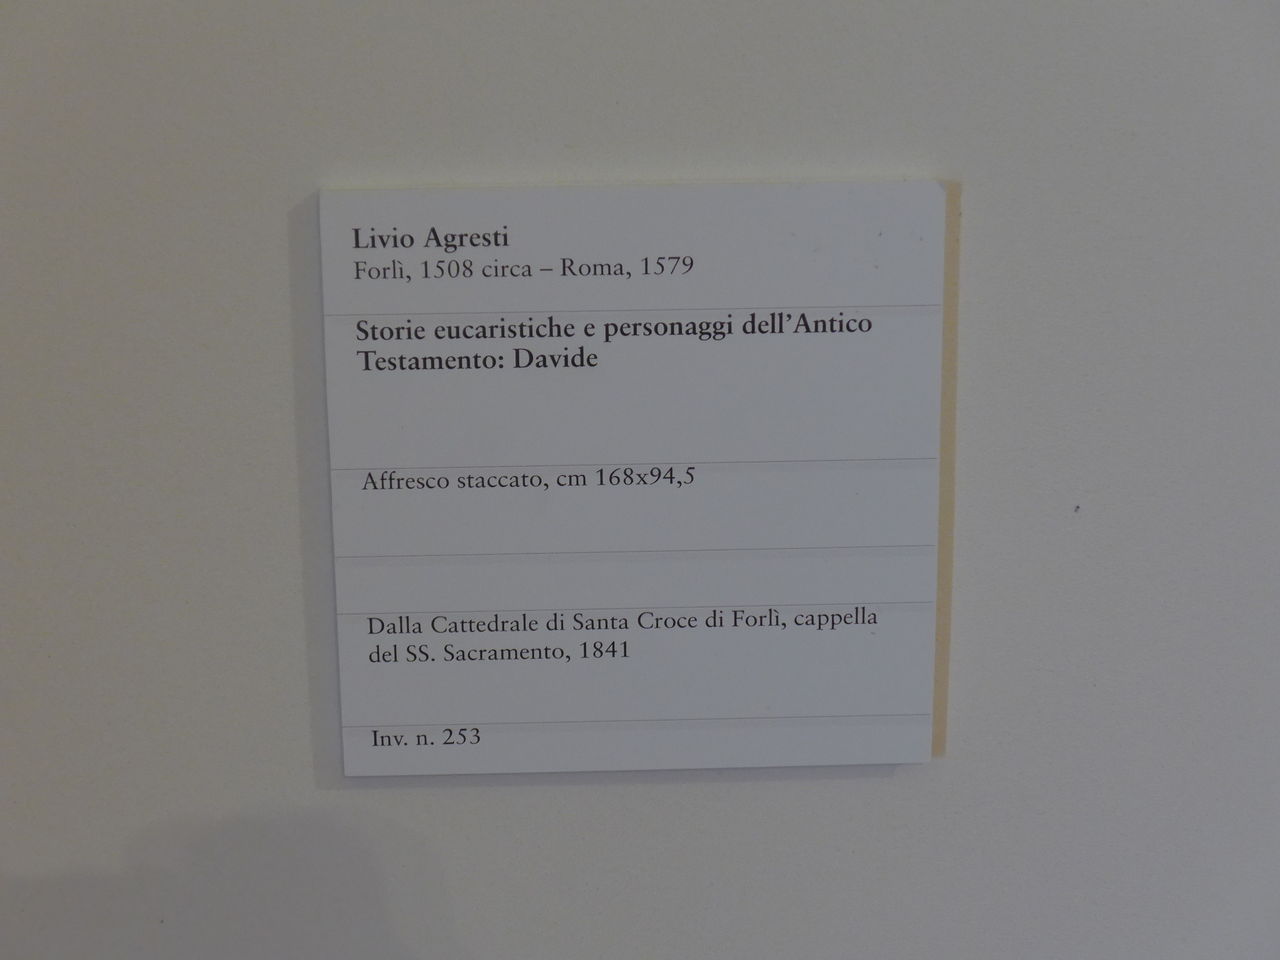 Livio Agresti
Forlì, 1508 circa – Roma, 1579
Storie eucaristiche e personaggi dell’Antico
Testamento: Davide
Affresco staccato, cm 168x94,5
Dalla Cattedrale di Santa Croce di Forlì, cappella
del SS. Sacramento, 1841
Inv. n. 253